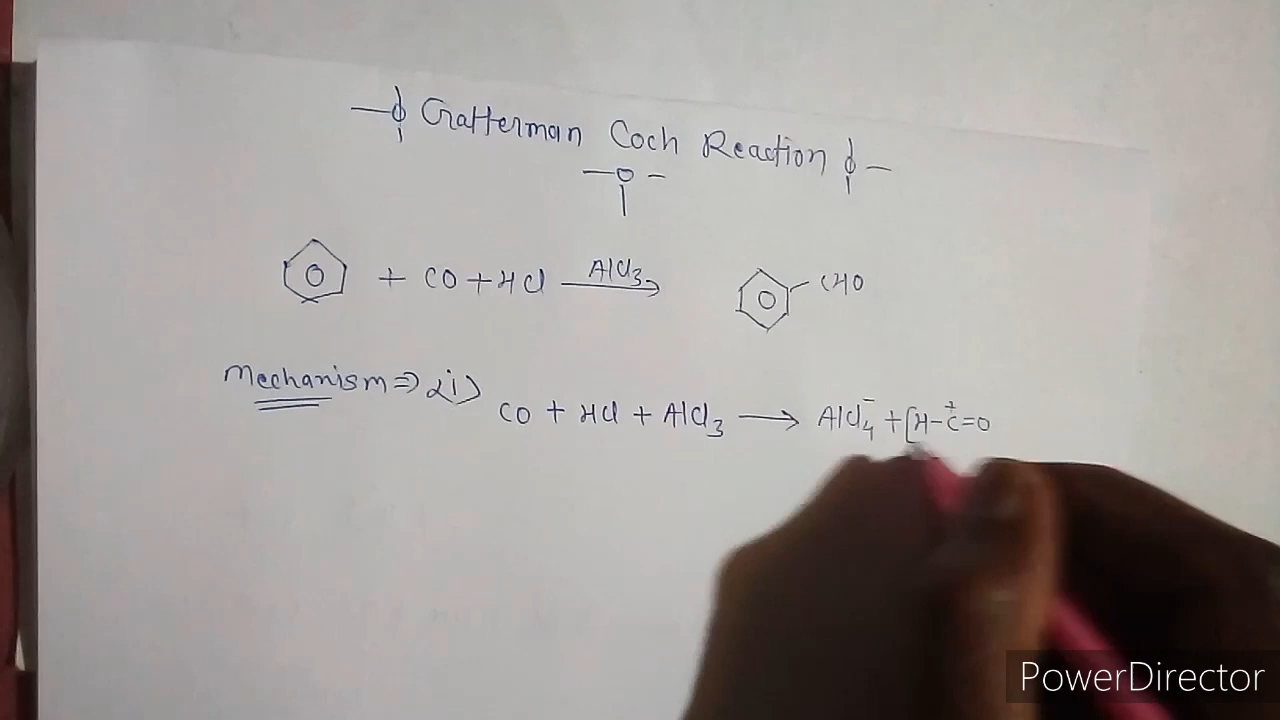 Gatterman Coch Reaction
+ CO + HCl AlCl3 → CHO
Mechanism ⇒ (i)
CO + HCl + AlCl3 → AlCl4⁻ + [H-C⁺=O
PowerDirector